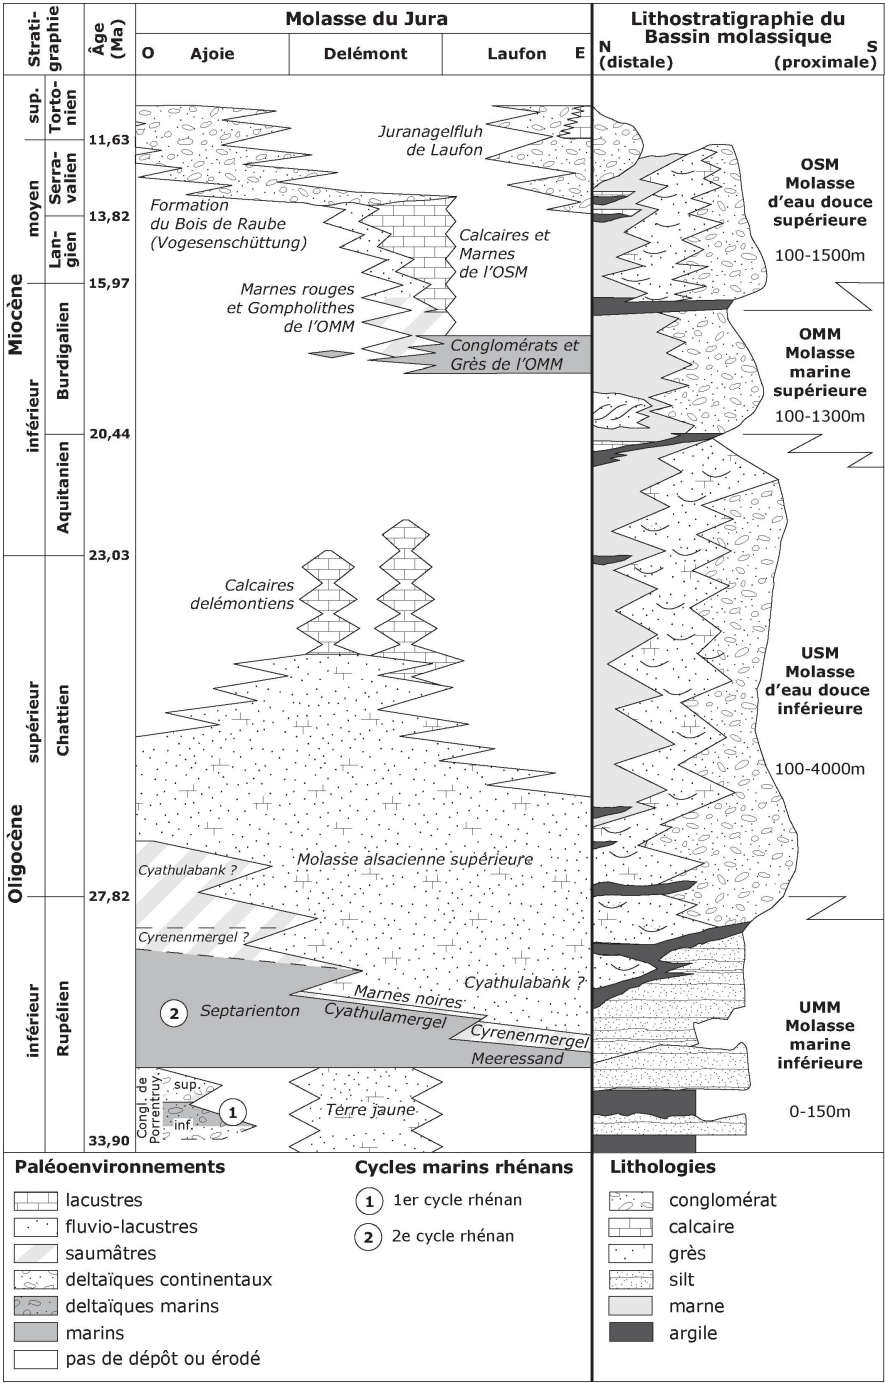 Strati-
graphie
Âge
(Ma)
Molasse du Jura
O
Ajoie
Delémont
Laufon
E
Lithostratigraphie du
Bassin molassique
N
(distale)
S
(proximale)
Miocène
sup.
Torto-
nien
11,63
moyen
Serra-
valien
13,82
Lan-
gien
15,97
inférieur
Burdigalien
20,44
Aquitanien
23,03
Oligocène
supérieur
Chattien
27,82
inférieur
Rupélien
33,90
Juranagelfluh
de Laufon
Formation
du Bois de Raube
(Vogesenschüttung)
Calcaires et
Marnes
de l'OSM
Marnes rouges
et Gompholithes
de l'OMM
Conglomérats et
Grès de l'OMM
Calcaires
delémontiens
Molasse alsacienne supérieure
Cyathulabank ?
Cyrenenmergel ?
Cyathulabank ?
2
Septarienton
Marnes noires
Cyathulamergel
Cyrenenmergel
Meeressand
Congl. de
Porrentruy
sup.
inf.
1
Terre jaune
OSM
Molasse
d'eau douce
supérieure
100-1500m
OMM
Molasse
marine
supérieure
100-1300m
USM
Molasse
d'eau douce
inférieure
100-4000m
UMM
Molasse
marine
inférieure
0-150m
Paléoenvironnements
lacustres
fluvio-lacustres
saumâtres
deltaïques continentaux
deltaïques marins
marins
pas de dépôt ou érodé
Cycles marins rhénans
1 1er cycle rhénan
2 2e cycle rhénan
Lithologies
conglomérat
calcaire
grès
silt
marne
argile